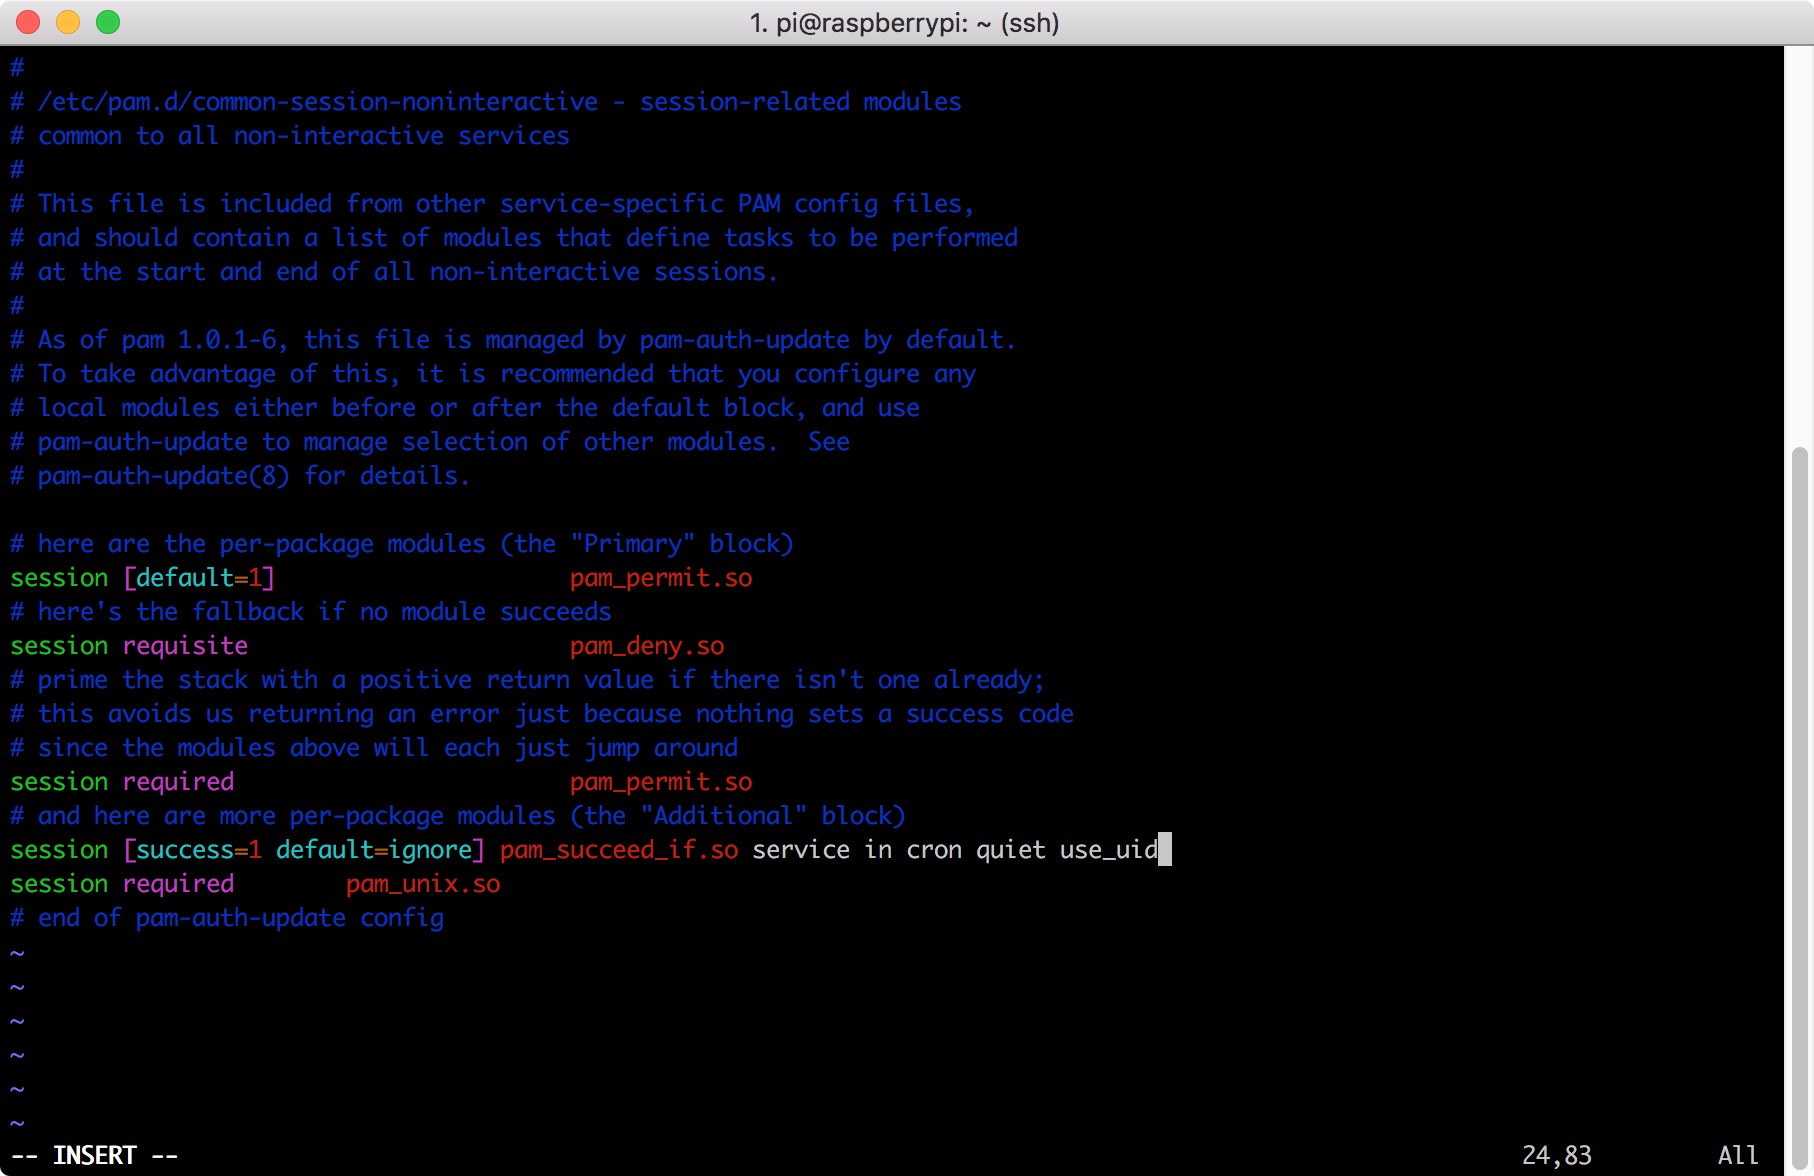 1. pi@raspberrypi: ~ (ssh)
#
# /etc/pam.d/common-session-noninteractive - session-related modules
# common to all non-interactive services
#
# This file is included from other service-specific PAM config files,
# and should contain a list of modules that define tasks to be performed
# at the start and end of all non-interactive sessions.
#
# As of pam 1.0.1-6, this file is managed by pam-auth-update by default.
# To take advantage of this, it is recommended that you configure any
# local modules either before or after the default block, and use
# pam-auth-update to manage selection of other modules.  See
# pam-auth-update(8) for details.

# here are the per-package modules (the "Primary" block)
session [default=1]                     pam_permit.so
# here's the fallback if no module succeeds
session requisite                       pam_deny.so
# prime the stack with a positive return value if there isn't one already;
# this avoids us returning an error just because nothing sets a success code
# since the modules above will each just jump around
session required                        pam_permit.so
# and here are more per-package modules (the "Additional" block)
session [success=1 default=ignore] pam_succeed_if.so service in cron quiet use_uid
session required        pam_unix.so
# end of pam-auth-update config
~
~
~
~
~
~
-- INSERT --                    24,83         All